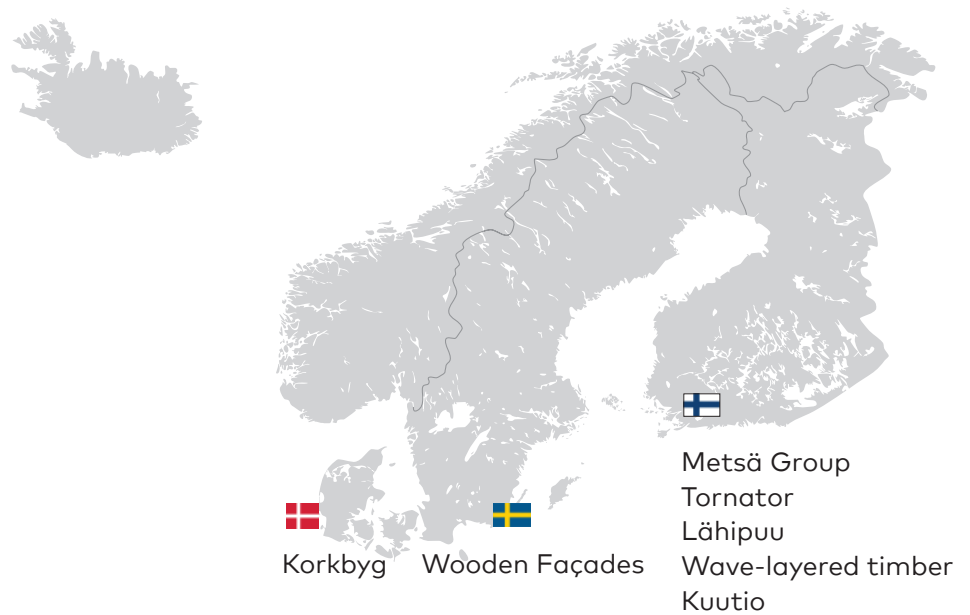 Korkbyg
Wooden Façades
Metsä Group
Tornator
Lähipuu
Wave-layered timber
Kuutio